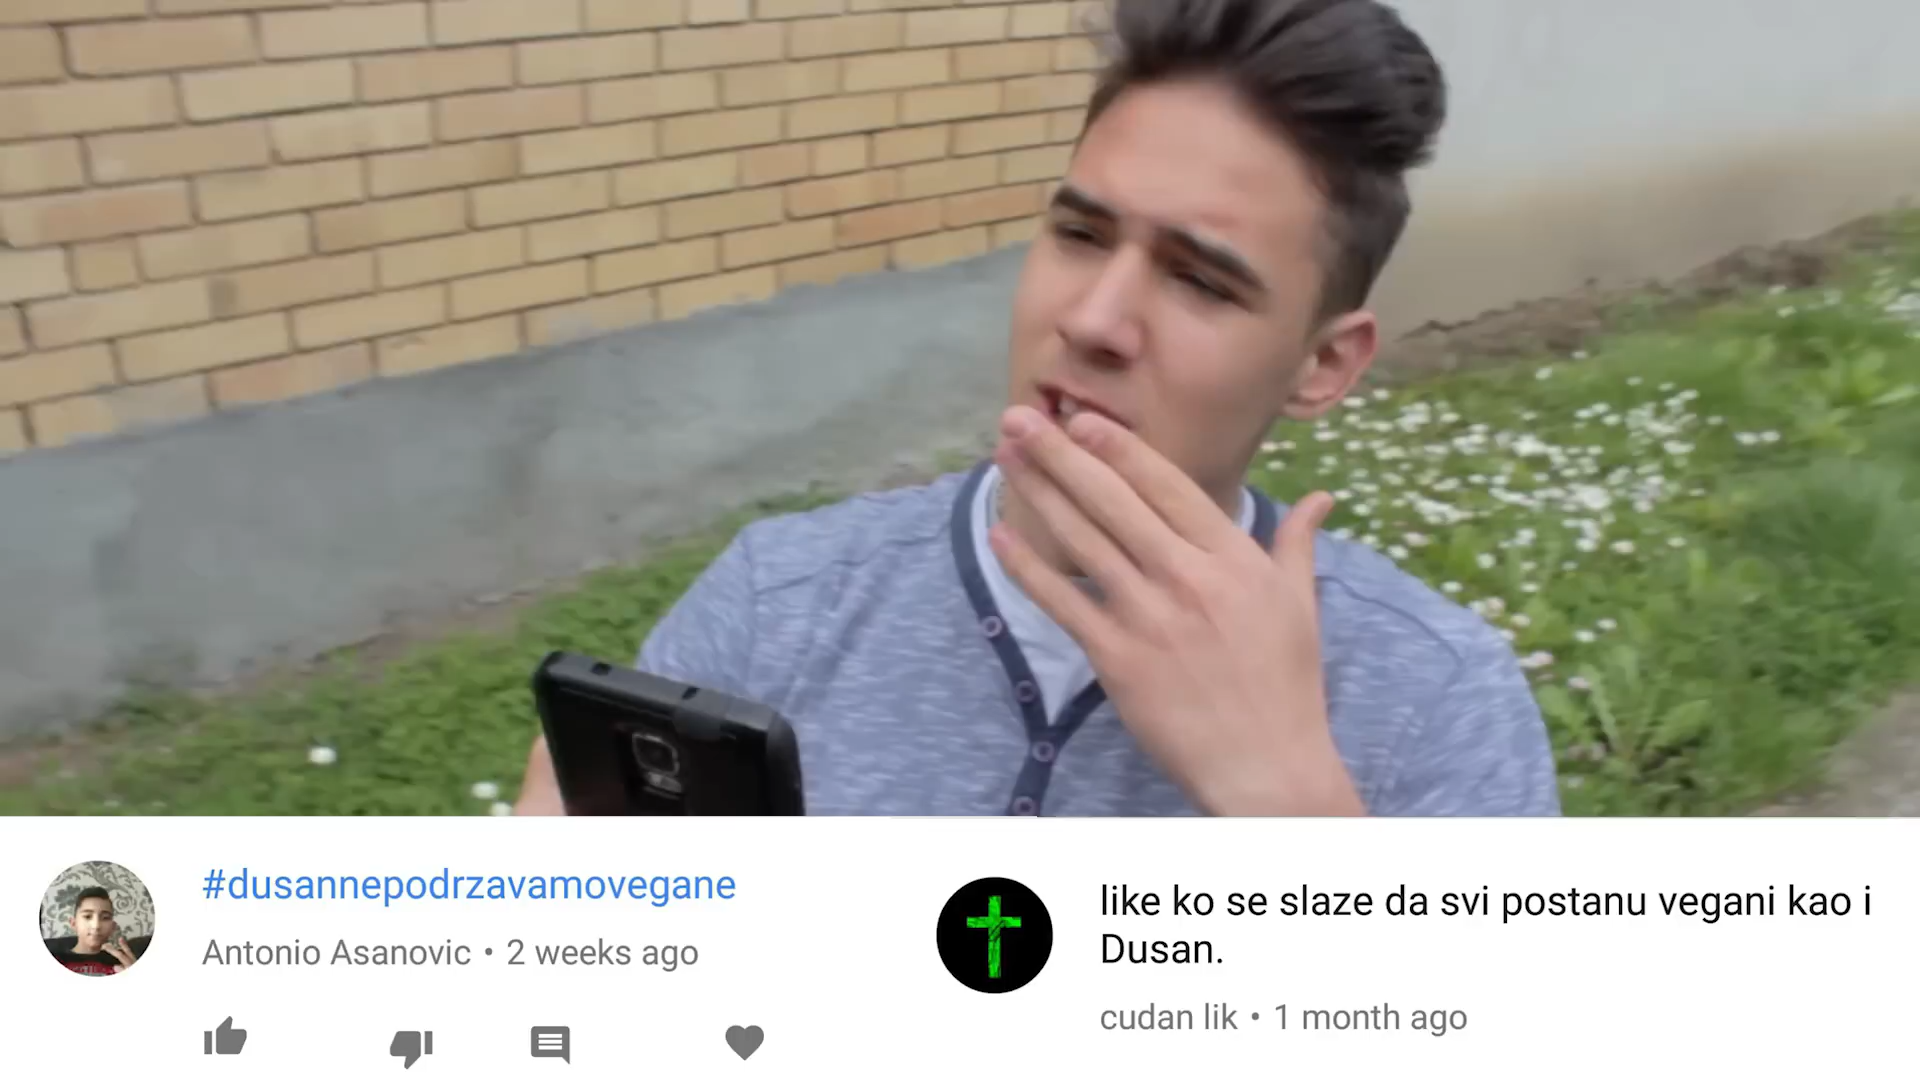 #dusannepodrzavamovegane
Antonio Asanovic • 2 weeks ago
like ko se slaze da svi postanu vegani kao i
Dusan.
cudan lik • 1 month ago